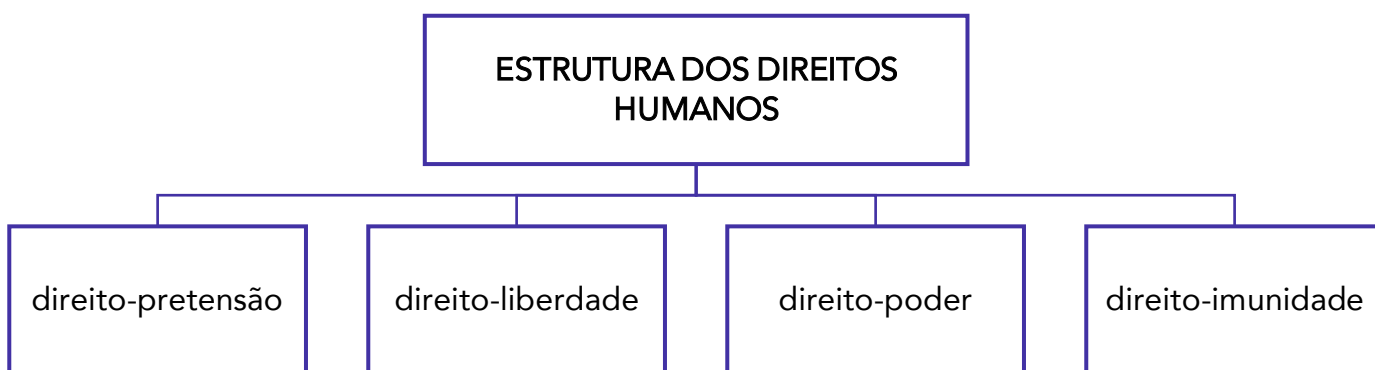 ESTRUTURA DOS DIREITOS
HUMANOS
direito-pretensão
direito-liberdade
direito-poder
direito-imunidade